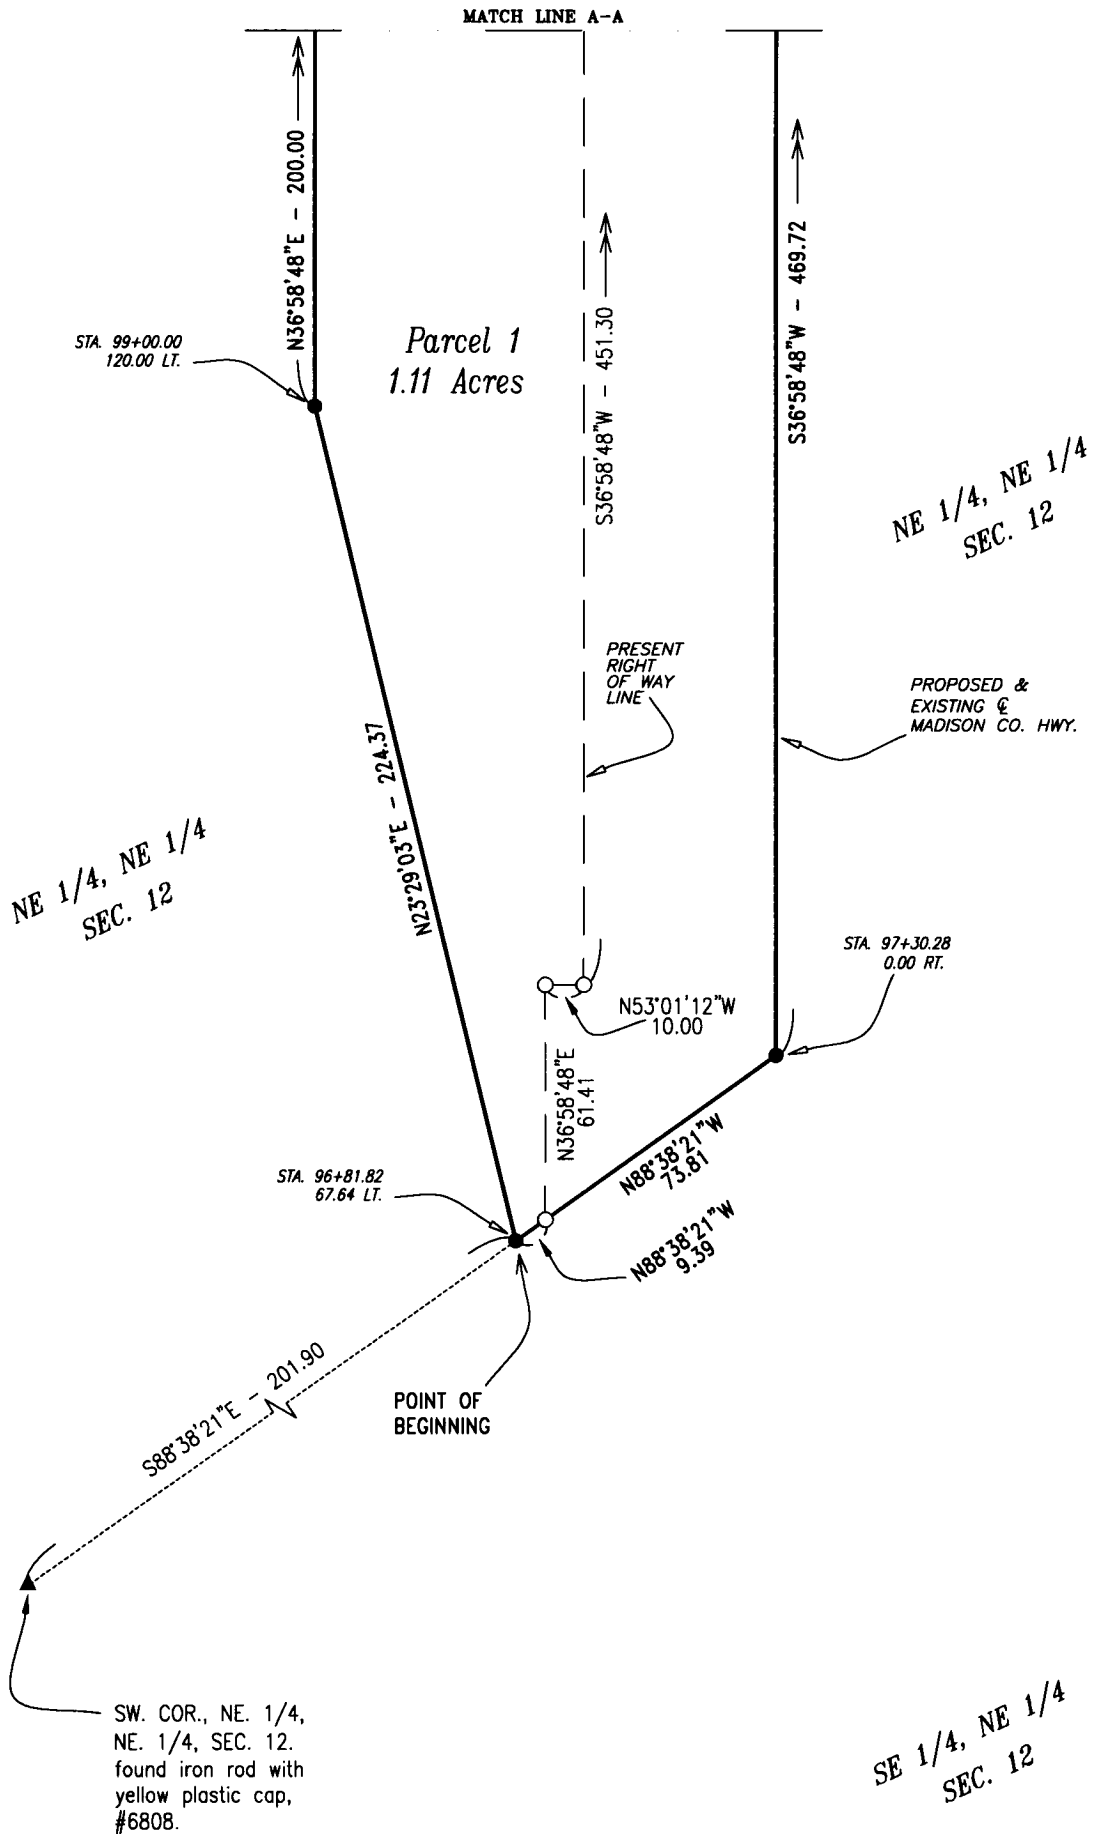 MATCH LINE A-A
N36°58'48"E - 200.00
S36°58'48"W - 451.30
S36°58'48"W - 469.72
STA. 99+00.00
120.00 LT.
Parcel 1
1.11 Acres
NE 1/4, NE 1/4
SEC. 12
PRESENT
RIGHT
OF WAY
LINE
PROPOSED &
EXISTING ℄
MADISON CO. HWY.
N23°29'03"E - 224.37
NE 1/4, NE 1/4
SEC. 12
STA. 97+30.28
0.00 RT.
N53°01'12"W
10.00
N36°58'48"E
61.41
N88°38'21"W
73.81
STA. 96+81.82
67.64 LT.
N88°38'21"W
9.39
S88°38'21"E - 201.90
POINT OF
BEGINNING
SW. COR., NE. 1/4,
NE. 1/4, SEC. 12.
found iron rod with
yellow plastic cap,
#6808.
SE 1/4, NE 1/4
SEC. 12